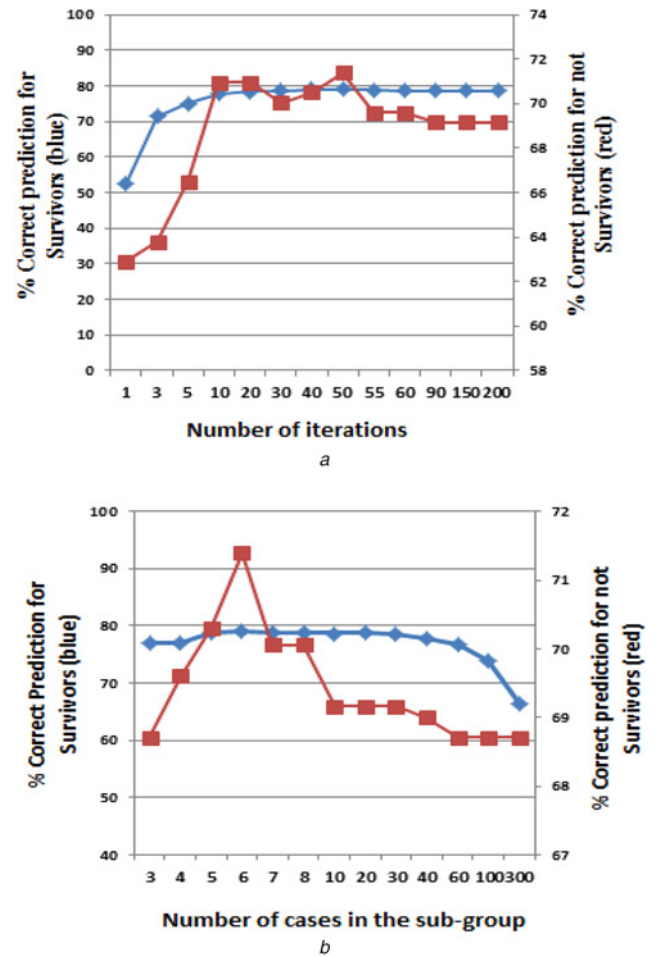 100
90
80
70
60
50
40
30
20
10
0
% Correct prediction for
Survivors (blue)
74
72
70
68
66
64
62
60
58
% Correct prediction for not
Survivors (red)
1 3 5 10 20 30 40 50 55 60 90 150 200
Number of iterations
a
100
90
80
70
60
50
40
% Correct Prediction for
Survivors (blue)
72
71
70
69
68
67
% Correct prediction for not
Survivors (red)
3 4 5 6 7 8 10 20 30 40 60 100 300
Number of cases in the sub-group
b